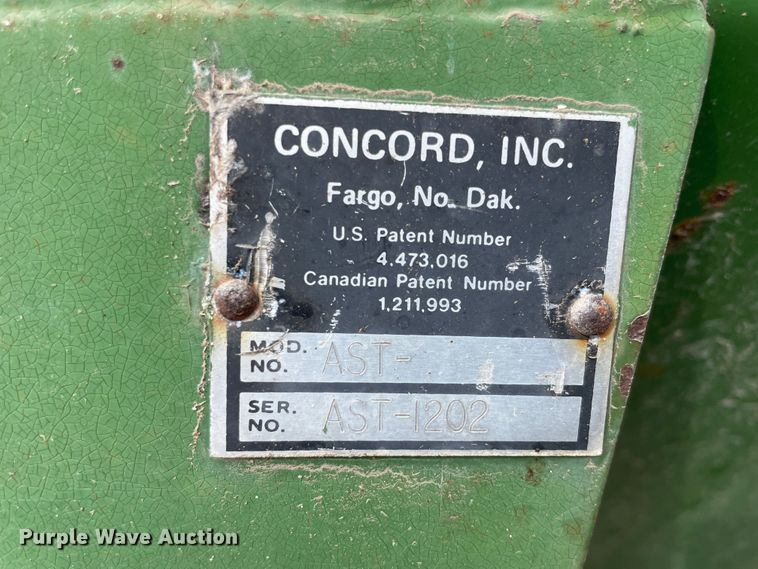 CONCORD, INC.
Fargo, No. Dak.
U.S. Patent Number
4,473,016
Canadian Patent Number
1,211,993
MOD. NO. AST-
SER. NO. AST-1202
Purple Wave Auction